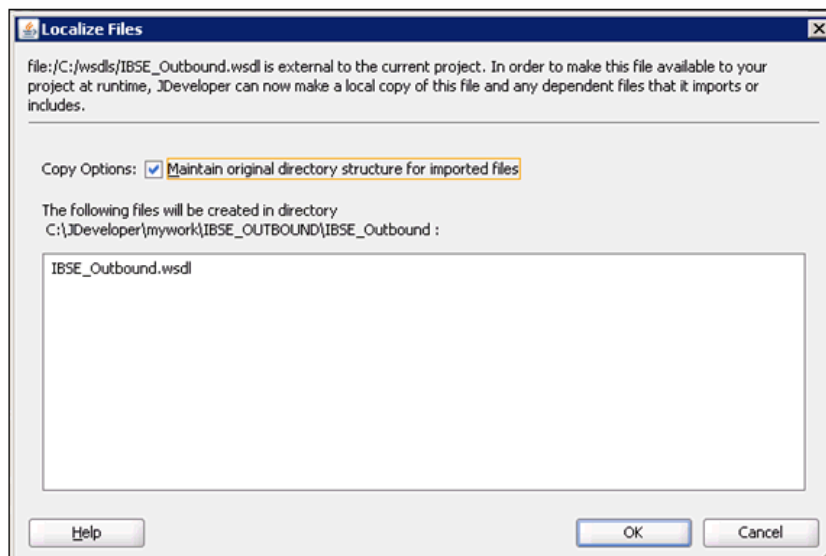 Localize Files
file:/C:/wsdls/IBSE_Outbound.wsdl is external to the current project. In order to make this file available to your
project at runtime, JDeveloper can now make a local copy of this file and any dependent files that it imports or
includes.
Copy Options: Maintain original directory structure for imported files
The following files will be created in directory
C:\JDeveloper\mywork\IBSE_OUTBOUND\IBSE_Outbound :
IBSE_Outbound.wsdl
Help OK Cancel